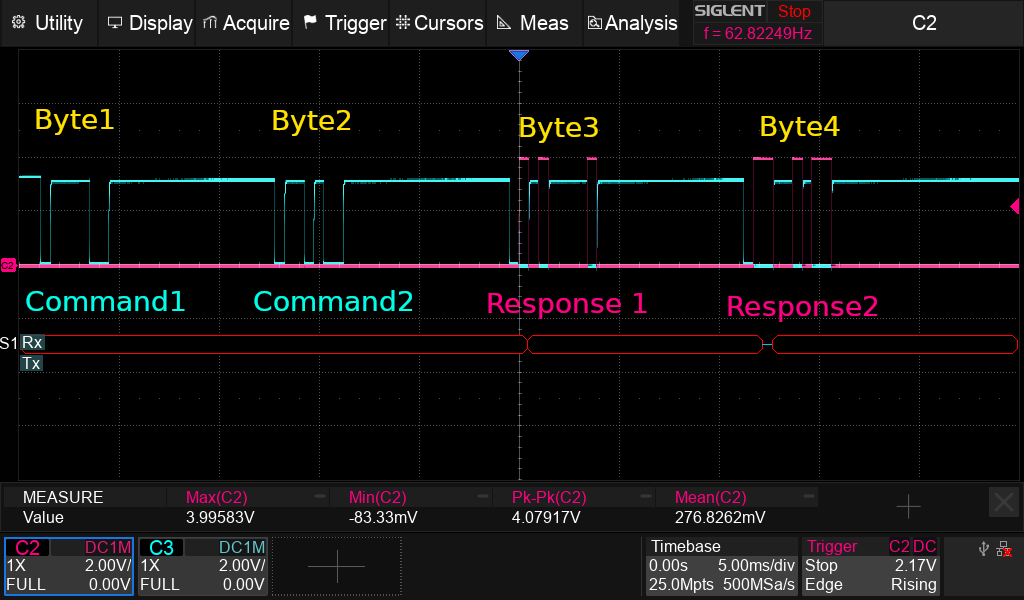 Utility Display Acquire Trigger Cursors Meas Analysis SIGLENT Stop C2
f = 62.82249Hz
Byte1 Byte2 Byte3 Byte4
C2
Command1 Command2 Response 1 Response2
S1 Rx
Tx
MEASURE Max(C2) Min(C2) Pk-Pk(C2) Mean(C2)
Value 3.99583V -83.33mV 4.07917V 276.8262mV
C2 DC1M C3 DC1M Timebase Trigger C2 DC
1X 2.00V/ 1X 2.00V/ 0.00s 5.00ms/div Stop 2.17V
FULL 0.00V FULL 0.00V 25.0Mpts 500MSa/s Edge Rising